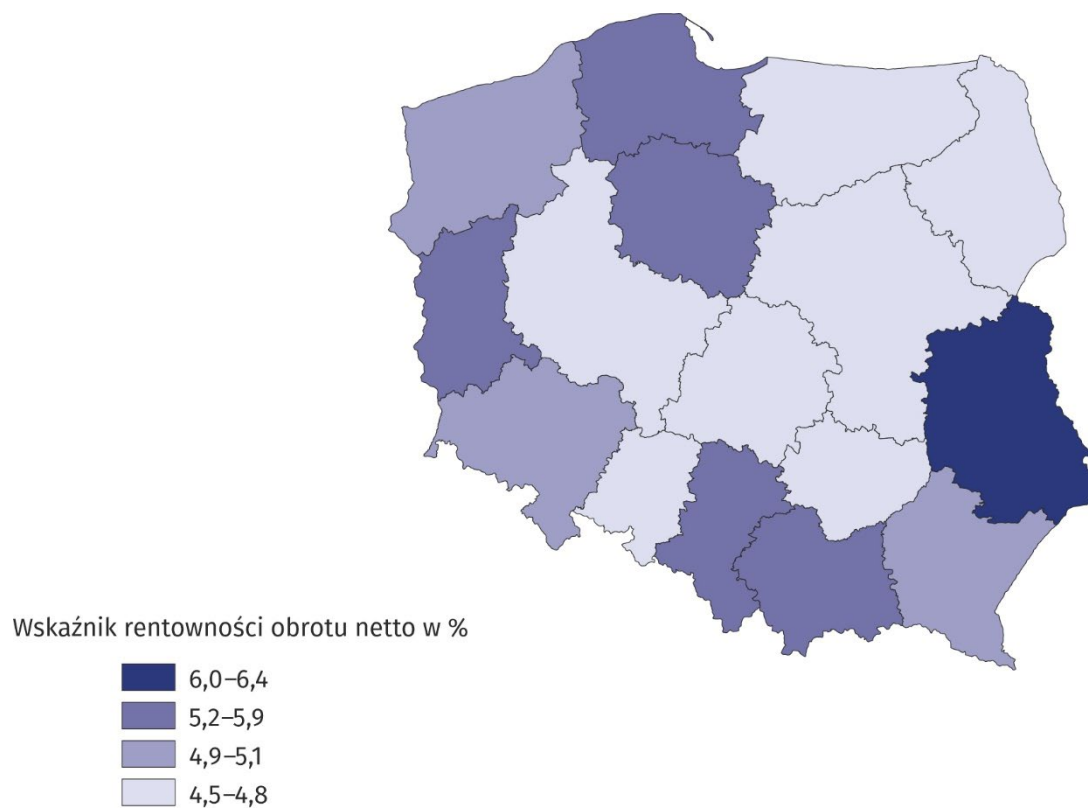 Wskaźnik rentowności obrotu netto w %
6,0–6,4
5,2–5,9
4,9–5,1
4,5–4,8